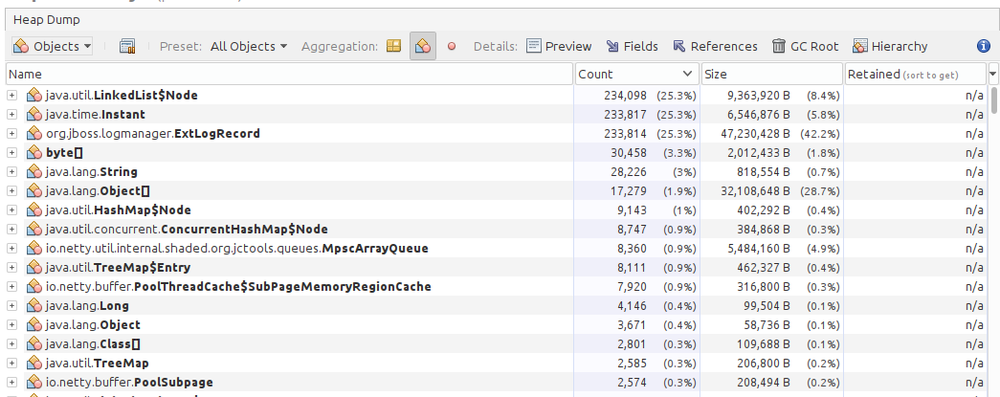 Heap Dump
Objects Preset: All Objects Aggregation: Details: Preview Fields References GC Root Hierarchy
Name Count Size Retained (sort to get)
java.util.LinkedList$Node 234,098 (25.3%) 9,363,920 B (8.4%) n/a
java.time.Instant 233,817 (25.3%) 6,546,876 B (5.8%) n/a
org.jboss.logmanager.ExtLogRecord 233,814 (25.3%) 47,230,428 B (42.2%) n/a
byte[] 30,458 (3.3%) 2,012,433 B (1.8%) n/a
java.lang.String 28,226 (3%) 818,554 B (0.7%) n/a
java.lang.Object[] 17,279 (1.9%) 32,108,648 B (28.7%) n/a
java.util.HashMap$Node 9,143 (1%) 402,292 B (0.4%) n/a
java.util.concurrent.ConcurrentHashMap$Node 8,747 (0.9%) 384,868 B (0.3%) n/a
io.netty.util.internal.shaded.org.jctools.queues.MpscArrayQueue 8,360 (0.9%) 5,484,160 B (4.9%) n/a
java.util.TreeMap$Entry 8,111 (0.9%) 462,327 B (0.4%) n/a
io.netty.buffer.PoolThreadCache$SubPageMemoryRegionCache 7,920 (0.9%) 316,800 B (0.3%) n/a
java.lang.Long 4,146 (0.4%) 99,504 B (0.1%) n/a
java.lang.Object 3,671 (0.4%) 58,736 B (0.1%) n/a
java.lang.Class[] 2,801 (0.3%) 109,688 B (0.1%) n/a
java.util.TreeMap 2,585 (0.3%) 206,800 B (0.2%) n/a
io.netty.buffer.PoolSubpage 2,574 (0.3%) 208,494 B (0.2%) n/a